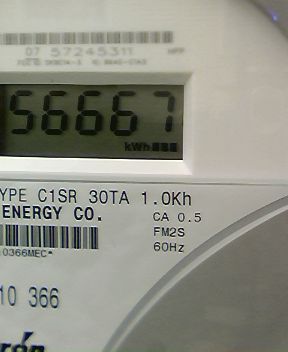 07 57245311
56667
kWh
YPE C1SR 30TA 1.0Kh
ENERGY CO.
CA 0.5
FM2S
60Hz
0366MEC*
10 366
rón